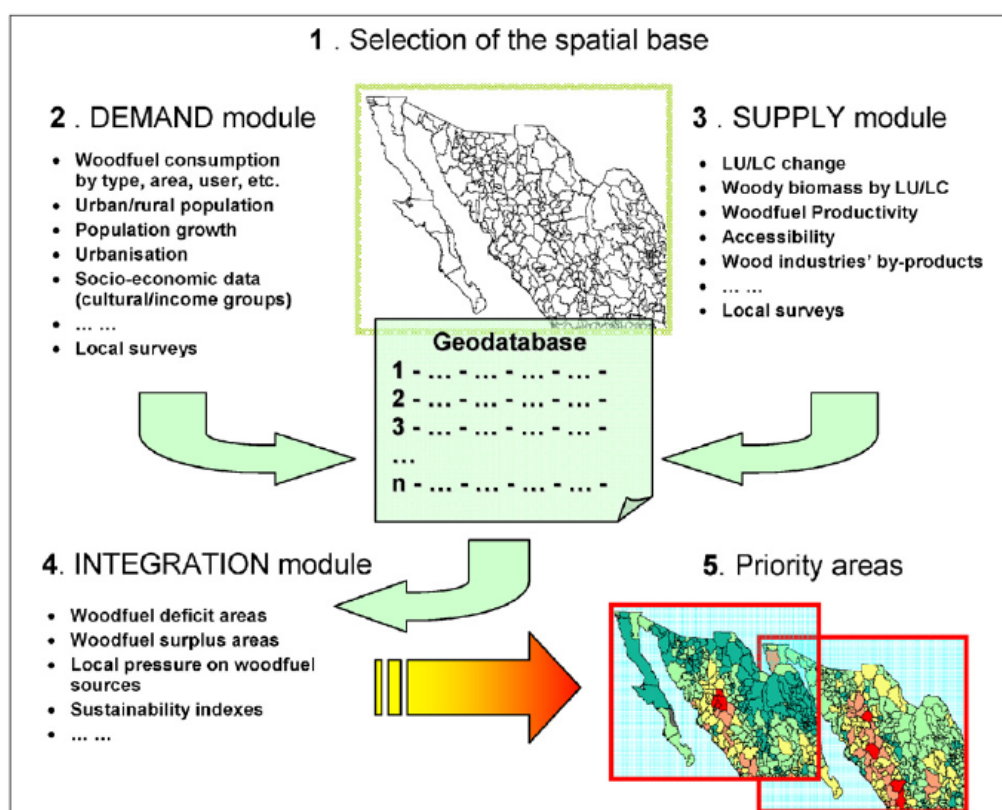 1 . Selection of the spatial base
2 . DEMAND module
• Woodfuel consumption
by type, area, user, etc.
• Urban/rural population
• Population growth
• Urbanisation
• Socio-economic data
(cultural/income groups)
• ... ...
• Local surveys
3 . SUPPLY module
• LU/LC change
• Woody biomass by LU/LC
• Woodfuel Productivity
• Accessibility
• Wood industries' by-products
• ... ...
• Local surveys
Geodatabase
1 - ... - ... - ... - ... -
2 - ... - ... - ... - ... -
3 - ... - ... - ... - ... -
...
n - ... - ... - ... - ... -
4. INTEGRATION module
• Woodfuel deficit areas
• Woodfuel surplus areas
• Local pressure on woodfuel
sources
• Sustainability indexes
• ... ...
5. Priority areas